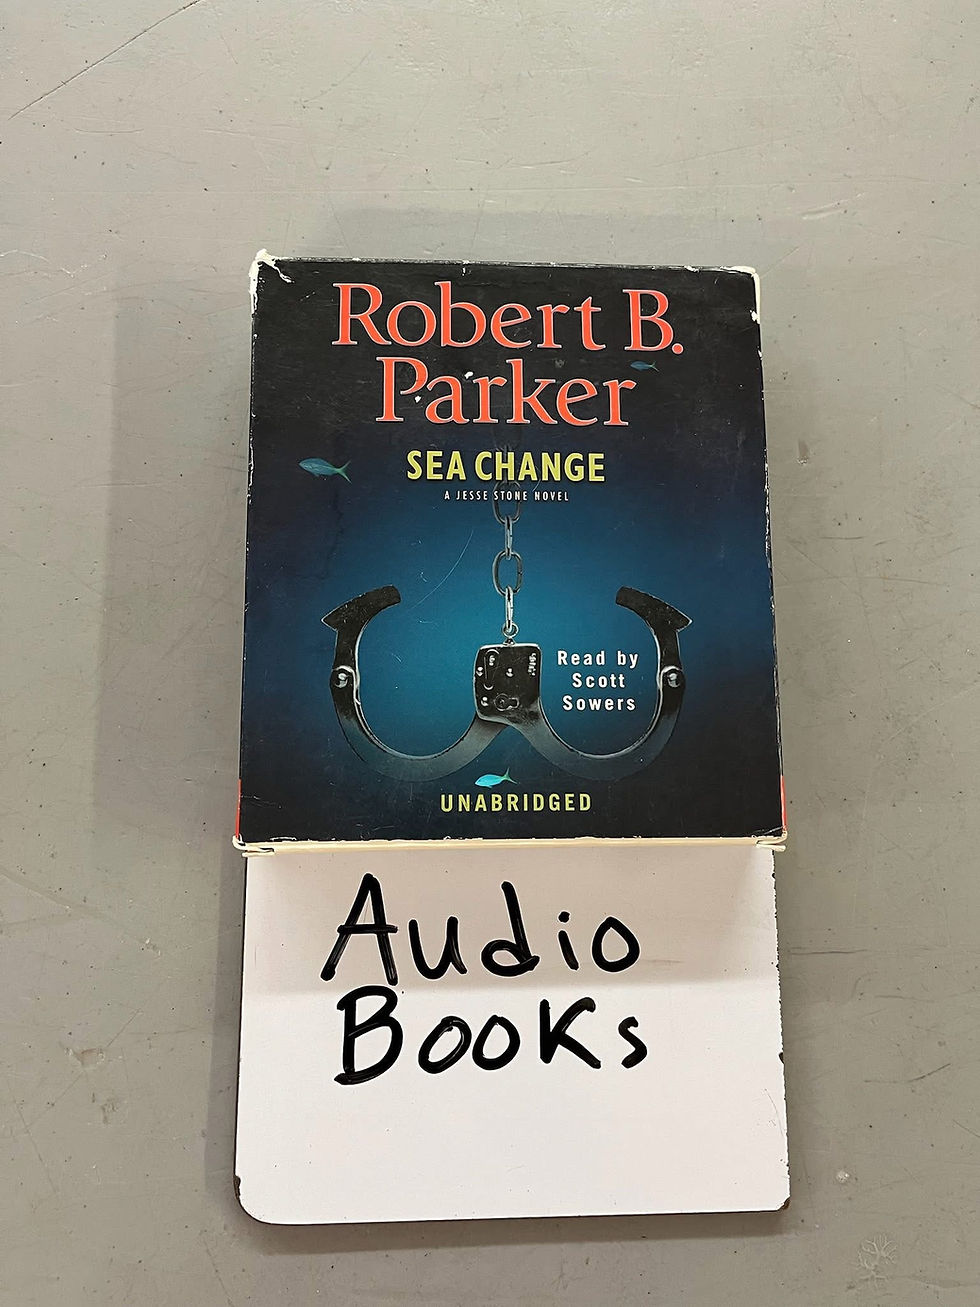 Robert B.
Parker
SEA CHANGE
A JESSE STONE NOVEL
Read by
Scott
Sowers
UNABRIDGED
Audio
Books